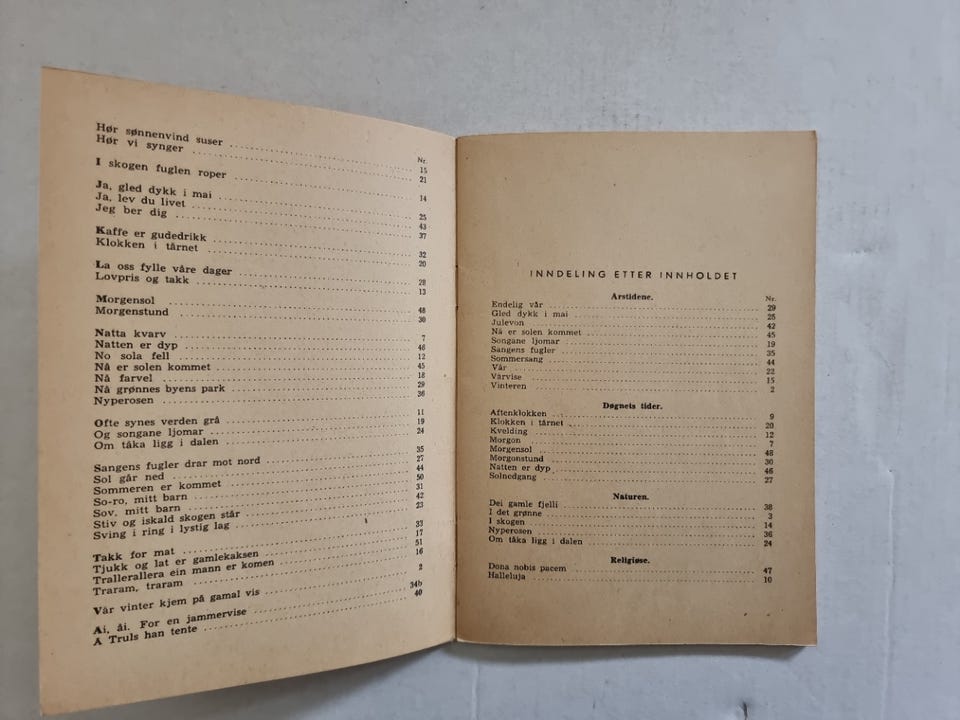 Nr.
Hør sønnenvind suser 15
Hør vi synger 21
I skogen fuglen roper 14
Ja, gled dykk i mai 25
Ja, lev du livet 43
Jeg ber dig 37
Kaffe er gudedrikk 32
Klokken i tårnet 20
La oss fylle våre dager 28
Lovpris og takk 13
Morgensol 48
Morgenstund 30
Natta kvarv 7
Natten er dyp 46
No sola fell 12
Nå er solen kommet 45
Nå farvel 18
Nå grønnes byens park 29
Nyperosen 36
Ofte synes verden grå 11
Og songane ljomar 19
Om tåka ligg i dalen 24
Sangens fugler drar mot nord 35
Sol går ned 27
Sommeren er kommet 44
So-ro, mitt barn 50
Sov, mitt barn 31
Stiv og iskald skogen står 42
Sving i ring i lystig lag 23
Takk for mat 33
Tjukk og lat er gamlekaksen 17
Trallerallera ein mann er komen 51
Traram, traram 16
Vår vinter kjem på gamal vis 2
Ai, åi. For en jammervise 34b
A Truls han tente 40
INNDELING ETTER INNHOLDET
Årstidene.
Nr.
Endelig vår 29
Gled dykk i mai 25
Julevon 42
Nå er solen kommet 45
Songane ljomar 19
Sangens fugler 35
Sommersang 44
Vår 22
Vårvise 15
Vinteren 2
Døgnets tider.
Aftenklokken 9
Klokken i tårnet 20
Kvelding 12
Morgon 7
Morgensol 48
Morgonstund 30
Natten er dyp 46
Solnedgang 27
Naturen.
Dei gamle fjelli 38
I det grønne 3
I skogen 14
Nyperosen 36
Om tåka ligg i dalen 24
Religiøse.
Dona nobis pacem 47
Halleluja 10